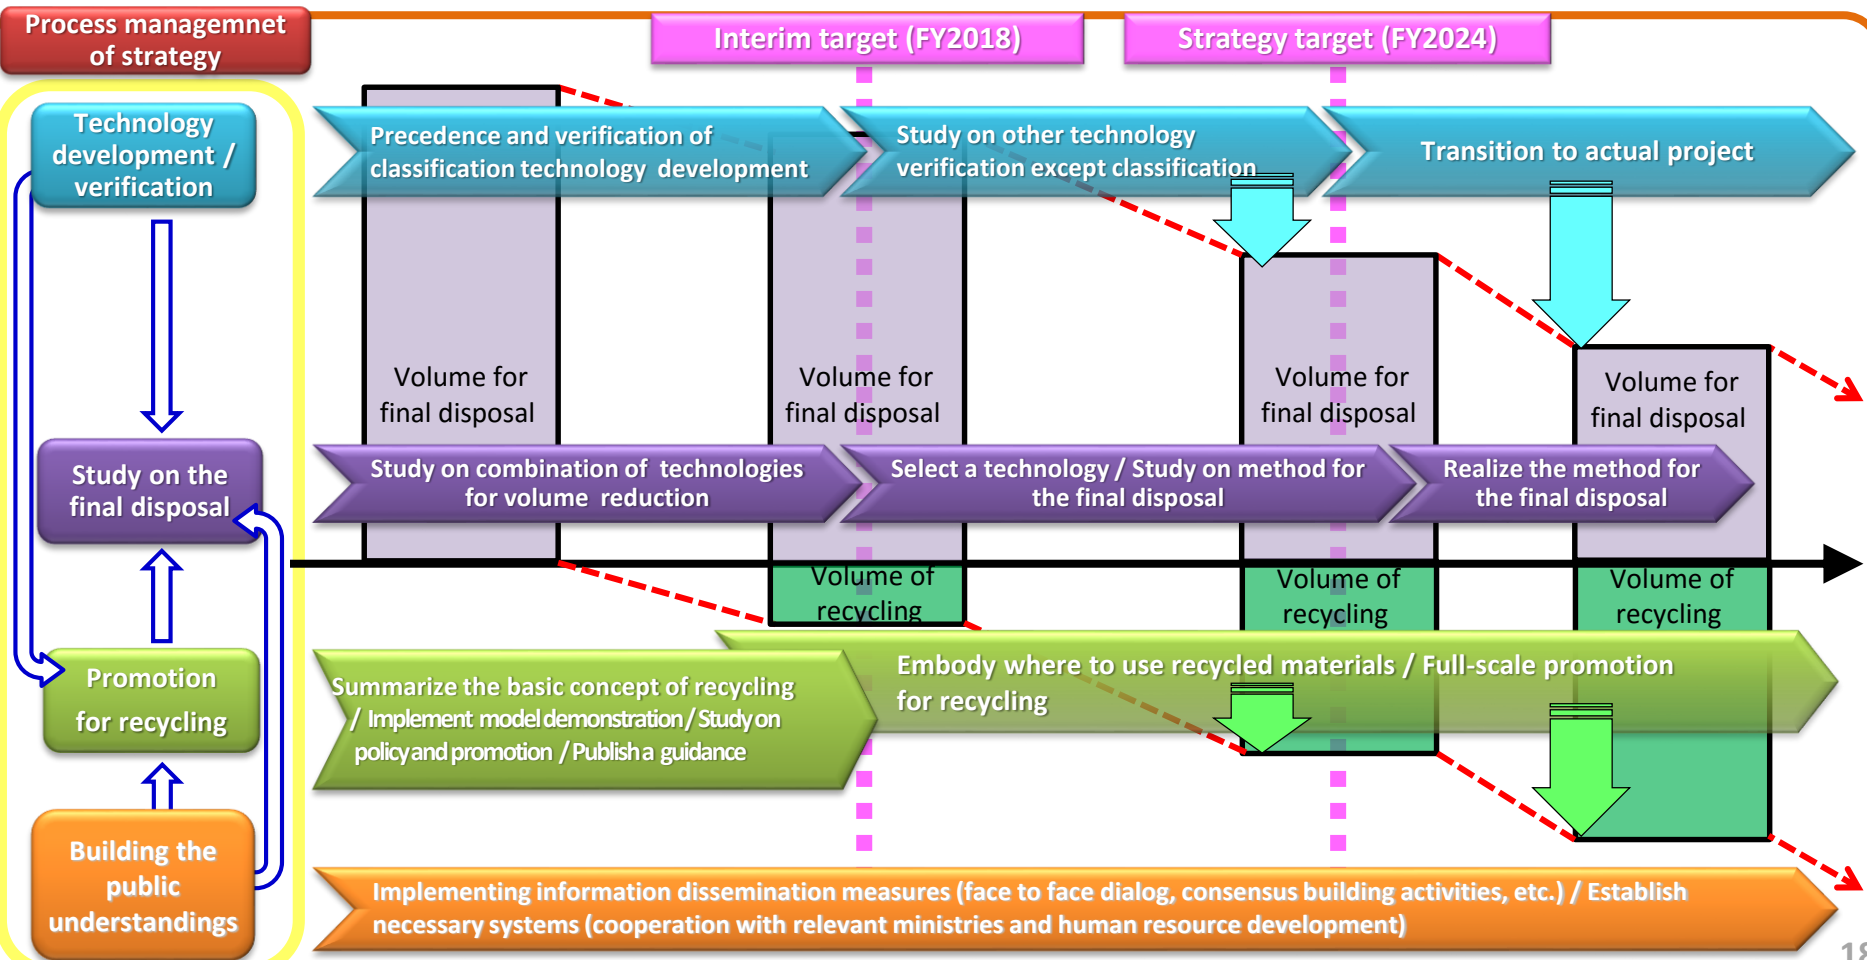 Process managemnet
of strategy
Interim target (FY2018)
Strategy target (FY2024)
Technology
development /
verification
Precedence and verification of
classification technology development
Study on other technology
verification except classification
Transition to actual project
Volume for
final disposal
Volume for
final disposal
Volume for
final disposal
Volume for
final disposal
Study on the
final disposal
Study on combination of technologies
for volume reduction
Select a technology / Study on method for
the final disposal
Realize the method for
the final disposal
Volume of
recycling
Volume of
recycling
Volume of
recycling
Promotion
for recycling
Summarize the basic concept of recycling
/ Implement model demonstration / Study on
policy and promotion / Publish a guidance
Embody where to use recycled materials / Full-scale promotion
for recycling
Building the
public
understandings
Implementing information dissemination measures (face to face dialog, consensus building activities, etc.) / Establish
necessary systems (cooperation with relevant ministries and human resource development)
18